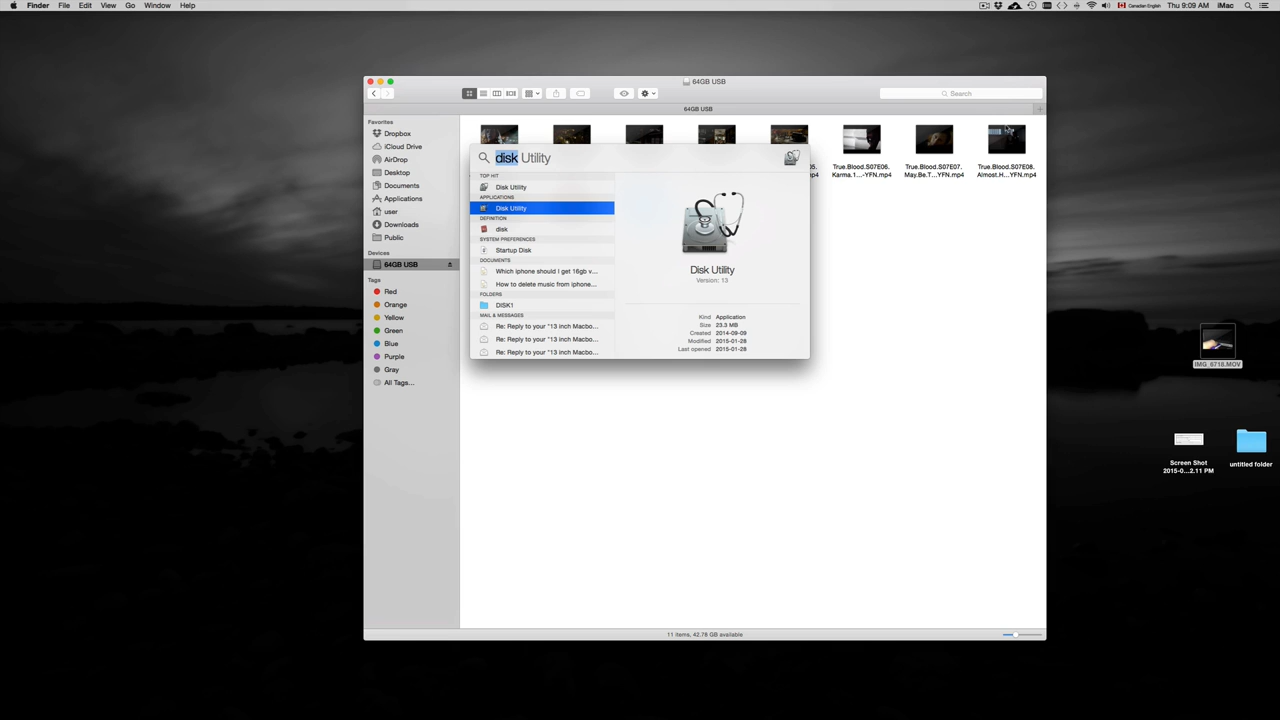 Finder File Edit View Go Window Help
Canadian English Thu 9:09 AM iMac
64GB USB
Search
64GB USB
Favorites
Dropbox
iCloud Drive
AirDrop
Desktop
Documents
Applications
user
Downloads
Public
Devices
64GB USB
Tags
Red
Orange
Yellow
Green
Blue
Purple
Gray
All Tags...
True.Blood.S07E06.
Karma.1...-YFN.mp4
True.Blood.S07E07.
May.Be.T...-YFN.mp4
True.Blood.S07E08.
Almost.H...YFN.mp4
disk Utility
TOP HIT
Disk Utility
APPLICATIONS
Disk Utility
DEFINITION
disk
SYSTEM PREFERENCES
Startup Disk
DOCUMENTS
Which iphone should I get 16gb v...
How to delete music from iphone...
FOLDERS
DISK1
MAIL & MESSAGES
Re: Reply to your "13 inch Macbo...
Re: Reply to your "13 inch Macbo...
Re: Reply to your "13 inch Macbo...
Disk Utility
Version: 13
Kind Application
Size 23.3 MB
Created 2014-09-09
Modified 2015-01-28
Last opened 2015-01-28
11 items, 42.78 GB available
IMG_6718.MOV
Screen Shot
2015-0...2.11 PM
untitled folder